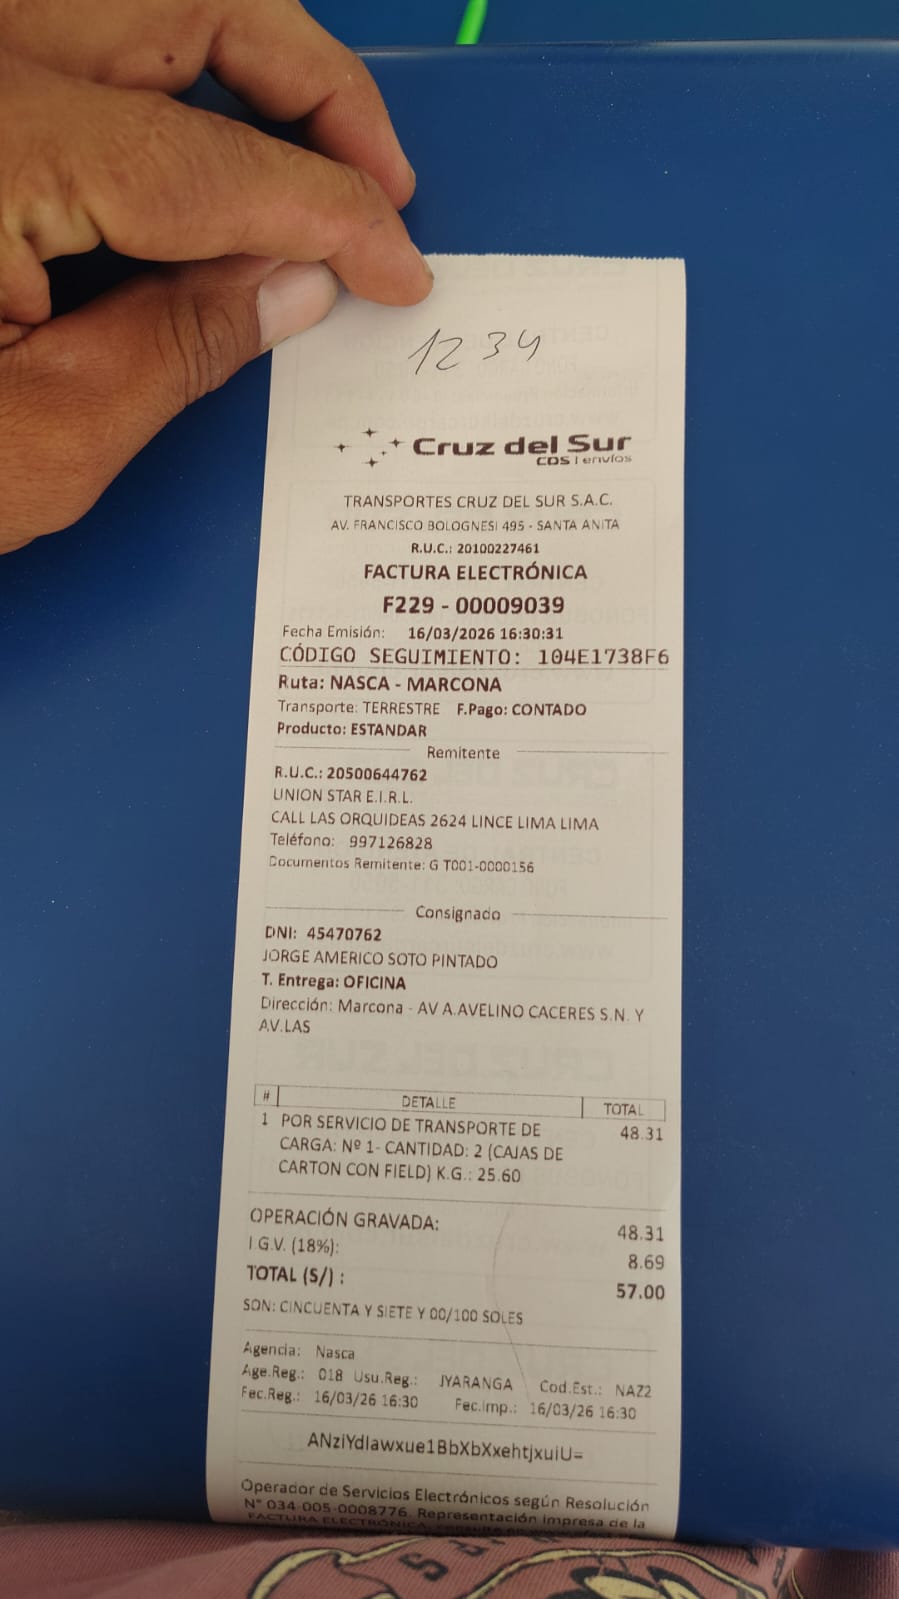 1234
Cruz del Sur
CDS | envíos
TRANSPORTES CRUZ DEL SUR S.A.C.
AV. FRANCISCO BOLOGNESI 495 - SANTA ANITA
R.U.C.: 20100227461
FACTURA ELECTRÓNICA
F229 - 00009039
Fecha Emisión: 16/03/2026 16:30:31
CÓDIGO SEGUIMIENTO: 104E1738F6
Ruta: NASCA - MARCONA
Transporte: TERRESTRE F.Pago: CONTADO
Producto: ESTANDAR
Remitente
R.U.C.: 20500644762
UNION STAR E.I.R.L.
CALL LAS ORQUIDEAS 2624 LINCE LIMA LIMA
Teléfono: 997126828
Documentos Remitente: G T001-0000156
Consignado
DNI: 45470762
JORGE AMERICO SOTO PINTADO
T. Entrega: OFICINA
Dirección: Marcona - AV A.AVELINO CACERES S.N. Y
AV.LAS
# DETALLE TOTAL
1 POR SERVICIO DE TRANSPORTE DE 48.31
CARGA: Nº 1- CANTIDAD: 2 (CAJAS DE
CARTON CON FIELD) K.G.: 25.60
OPERACIÓN GRAVADA: 48.31
I.G.V. (18%): 8.69
TOTAL (S/) : 57.00
SON: CINCUENTA Y SIETE Y 00/100 SOLES
Agencia: Nasca
Age.Reg.: 018 Usu.Reg.: JYARANGA Cod.Est.: NAZ2
Fec.Reg.: 16/03/26 16:30 Fec.Imp.: 16/03/26 16:30
ANziYdlawxue1BbXbXxehtjxuiU=
Operador de Servicios Electrónicos según Resolución
N° 034-005-0008776. Representación impresa de la
FACTURA ELECTRÓNICA,